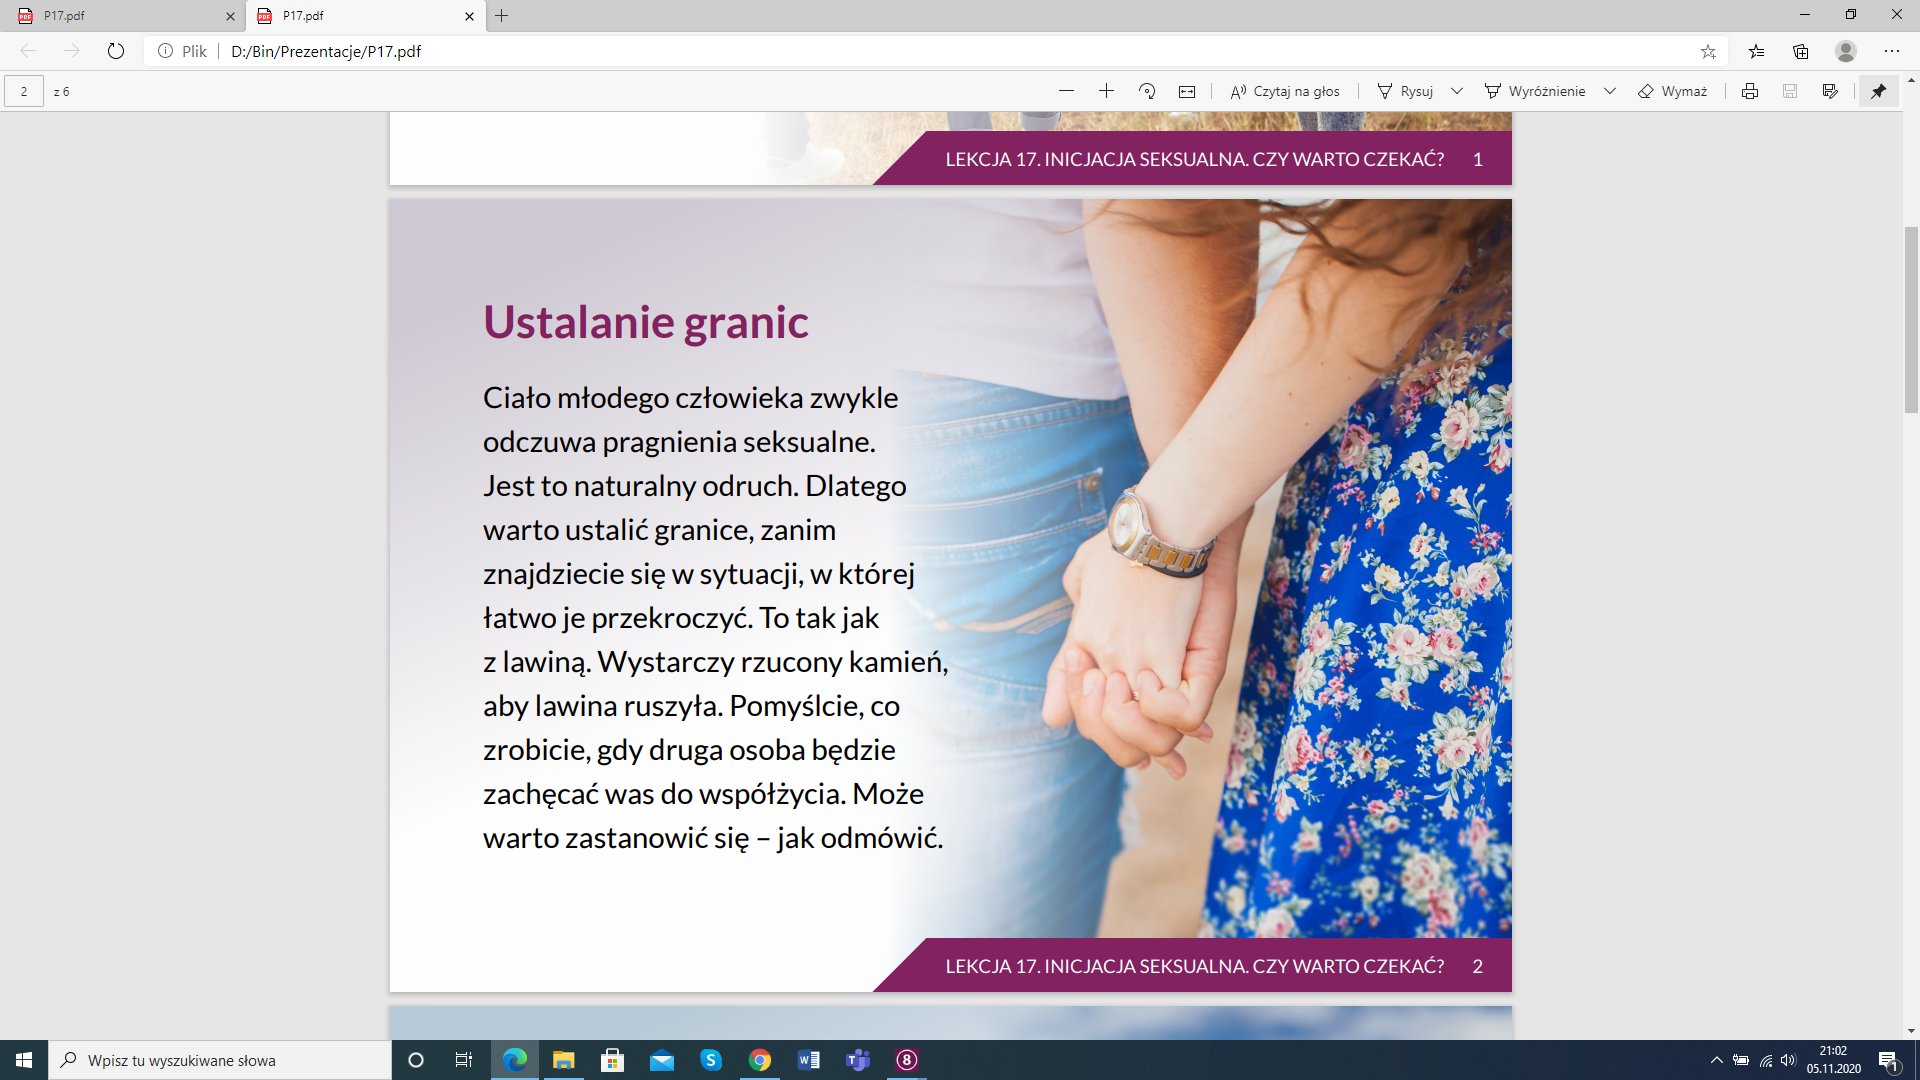 P17.pdf
P17.pdf
Plik
D:/Bin/Prezentacje/P17.pdf
2 z 6
Czytaj na głos
Rysuj
Wyróżnienie
Wymaż
LEKCJA 17. INICJACJA SEKSUALNA. CZY WARTO CZEKAĆ? 1
Ustalanie granic
Ciało młodego człowieka zwykle
odczuwa pragnienia seksualne.
Jest to naturalny odruch. Dlatego
warto ustalić granice, zanim
znajdziecie się w sytuacji, w której
łatwo je przekroczyć. To tak jak
z lawiną. Wystarczy rzucony kamień,
aby lawina ruszyła. Pomyślcie, co
zrobicie, gdy druga osoba będzie
zachęcać was do współżycia. Może
warto zastanowić się – jak odmówić.
LEKCJA 17. INICJACJA SEKSUALNA. CZY WARTO CZEKAĆ? 2
Wpisz tu wyszukiwane słowa
21:02
05.11.2020
1